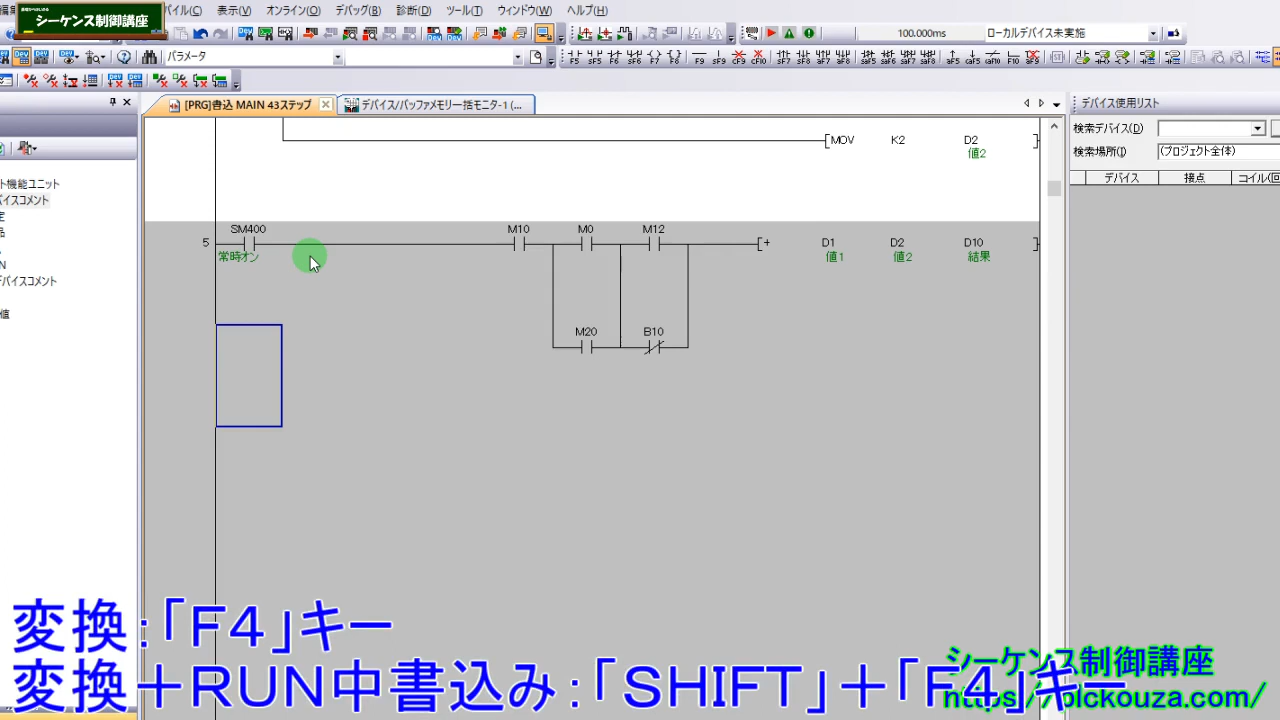 シーケンス制御講座
イル(C) 表示(V) オンライン(O) デバッグ(B) 診断(D) ツール(T) ウィンドウ(W) ヘルプ(H)
100.000ms ローカルデバイス未実施
パラメータ
[PRG]書込 MAIN 43ステップ デバイス/バッファメモリ一括モニタ-1 (...
デバイス使用リスト
検索デバイス(D)
検索場所(I) (プロジェクト全体)
デバイス 接点 コイル(回
ト機能ユニット
バイスコメント
定
品
N
デバイスコメント
値
MOV K2 D2
値2
SM400 M10 M0 M12
5 + D1 D2 D10
常時オン 値1 値2 結果
M20 B10
変換:「F4」キー
変換+RUN中書込み:「SHIFT」+「F4」キー
シーケンス制御講座
https://plckouza.com/